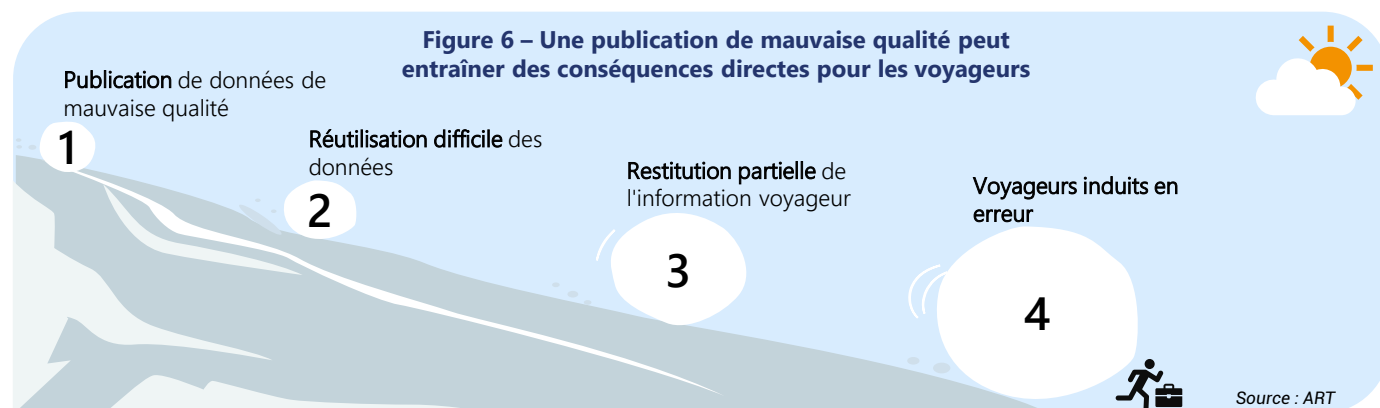 Figure 6 – Une publication de mauvaise qualité peut
entraîner des conséquences directes pour les voyageurs
Publication de données de
mauvaise qualité
1
Réutilisation difficile des
données
2
Restitution partielle de
l'information voyageur
3
Voyageurs induits en
erreur
4
Source : ART